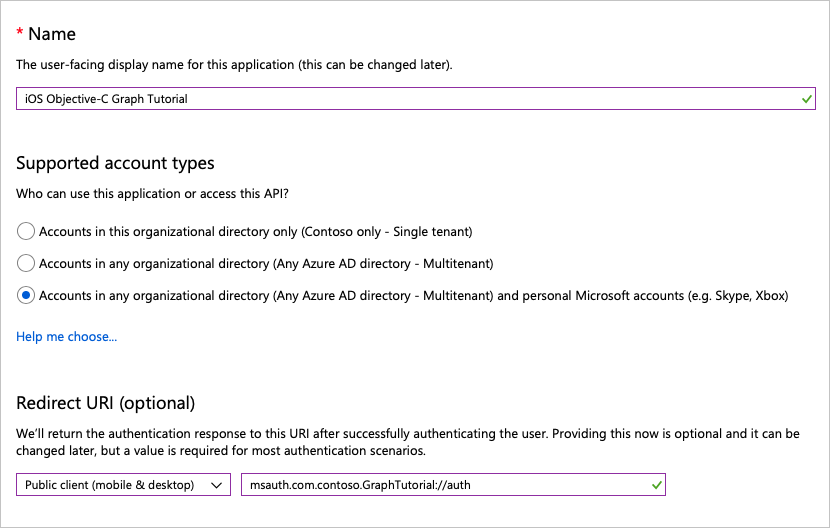 * Name
The user-facing display name for this application (this can be changed later).
iOS Objective-C Graph Tutorial
Supported account types
Who can use this application or access this API?
Accounts in this organizational directory only (Contoso only - Single tenant)
Accounts in any organizational directory (Any Azure AD directory - Multitenant)
Accounts in any organizational directory (Any Azure AD directory - Multitenant) and personal Microsoft accounts (e.g. Skype, Xbox)
Help me choose...
Redirect URI (optional)
We'll return the authentication response to this URI after successfully authenticating the user. Providing this now is optional and it can be
changed later, but a value is required for most authentication scenarios.
Public client (mobile & desktop) msauth.com.contoso.GraphTutorial://auth